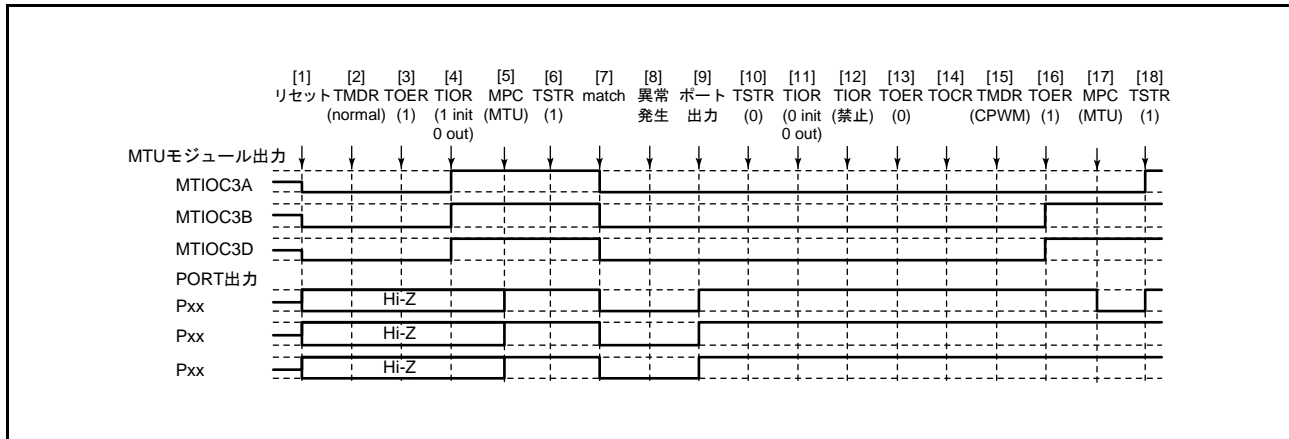 [1] [2] [3] [4] [5] [6] [7] [8] [9] [10] [11] [12] [13] [14] [15] [16] [17] [18]
リセット TMDR TOER TIOR MPC TSTR match 異常 ポート TSTR TIOR TIOR TOER TOCR TMDR TOER MPC TSTR
(normal) (1) (1 init (MTU) (1) 発生 出力 (0) (0 init (禁止) (0) (CPWM) (1) (MTU) (1)
0 out) 0 out)
MTUモジュール出力
MTIOC3A
MTIOC3B
MTIOC3D
PORT出力
Pxx Hi-Z
Pxx Hi-Z
Pxx Hi-Z